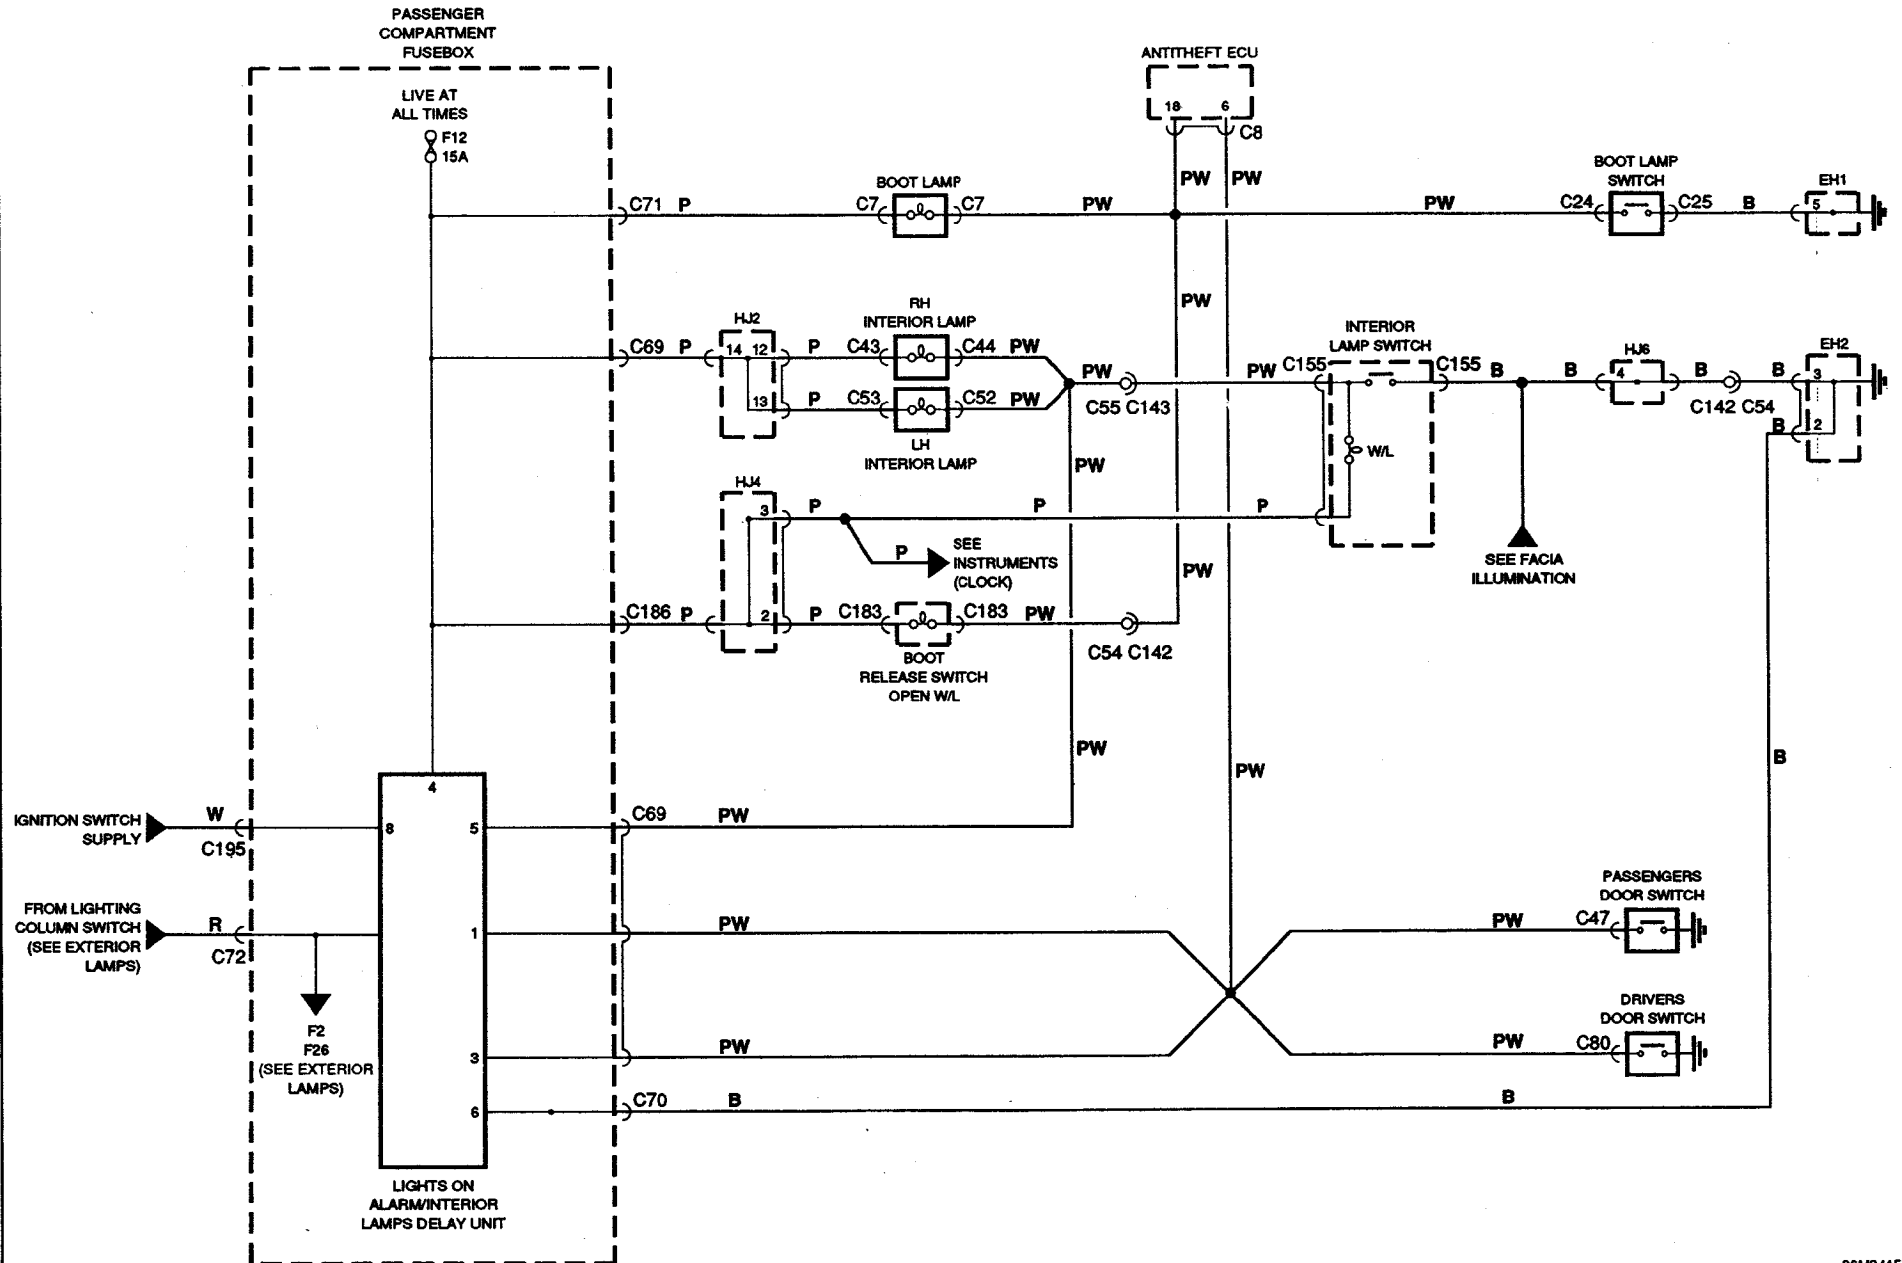 PASSENGER
COMPARTMENT
FUSEBOX
LIVE AT
ALL TIMES
F12
15A
ANTITHEFT ECU
18 6
C8
PW PW
BOOT LAMP
C71 P C7 C7 PW PW
BOOT LAMP
SWITCH
C24 C25 B
EH1
5
PW
HJ2
14 12
13
C69 P
RH
INTERIOR LAMP
P C43 C44 PW
P C53 C52 PW
LH
INTERIOR LAMP
PW
C55 C143
PW
INTERIOR
LAMP SWITCH
C155 C155
W/L
B B
HJ6
4
B B
C142 C54
EH2
3
2
B
PW
HJ4
3
2
P P P
P
SEE
INSTRUMENTS
(CLOCK)
SEE FACIA
ILLUMINATION
PW
C186 P P C183 C183 PW
BOOT
RELEASE SWITCH
OPEN W/L
C54 C142
PW
PW
B
4
IGNITION SWITCH
SUPPLY
W
C195
8 5
C69 PW
FROM LIGHTING
COLUMN SWITCH
(SEE EXTERIOR
LAMPS)
R
C72
1
PW
PASSENGERS
DOOR SWITCH
PW C47
F2
F26
(SEE EXTERIOR
LAMPS)
3
PW
DRIVERS
DOOR SWITCH
PW C80
6
C70 B B
LIGHTS ON
ALARM/INTERIOR
LAMPS DELAY UNIT